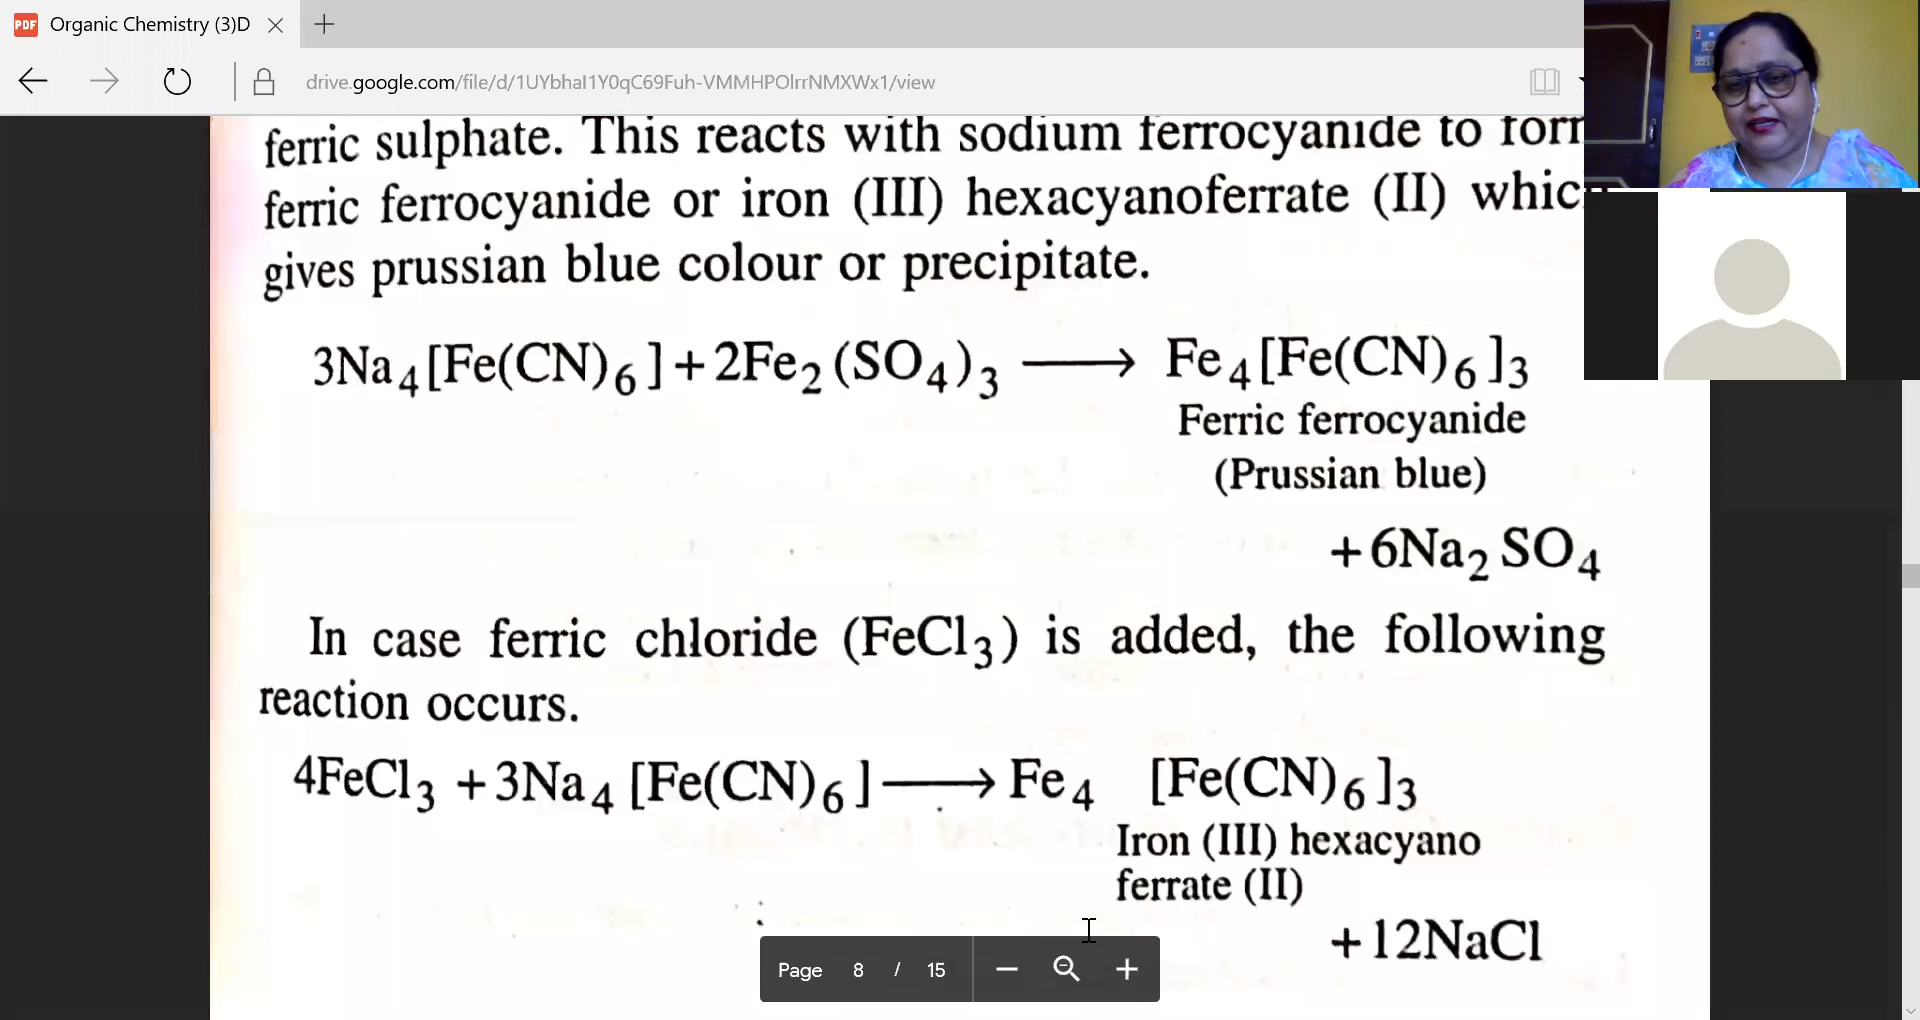 Organic Chemistry (3)D
drive.google.com/file/d/1UYbhaI1Y0qC69Fuh-VMMHPOlrrNMXWx1/view
ferric sulphate. This reacts with sodium ferrocyanide to form
ferric ferrocyanide or iron (III) hexacyanoferrate (II) whic
gives prussian blue colour or precipitate.
3Na₄[Fe(CN)₆]+2Fe₂(SO₄)₃ ⟶ Fe₄[Fe(CN)₆]₃
Ferric ferrocyanide
(Prussian blue)
+6Na₂SO₄
In case ferric chloride (FeCl₃) is added, the following
reaction occurs.
4FeCl₃ +3Na₄ [Fe(CN)₆]⟶Fe₄ [Fe(CN)₆]₃
Iron (III) hexacyano
ferrate (II)
+12NaCl
Page 8 / 15